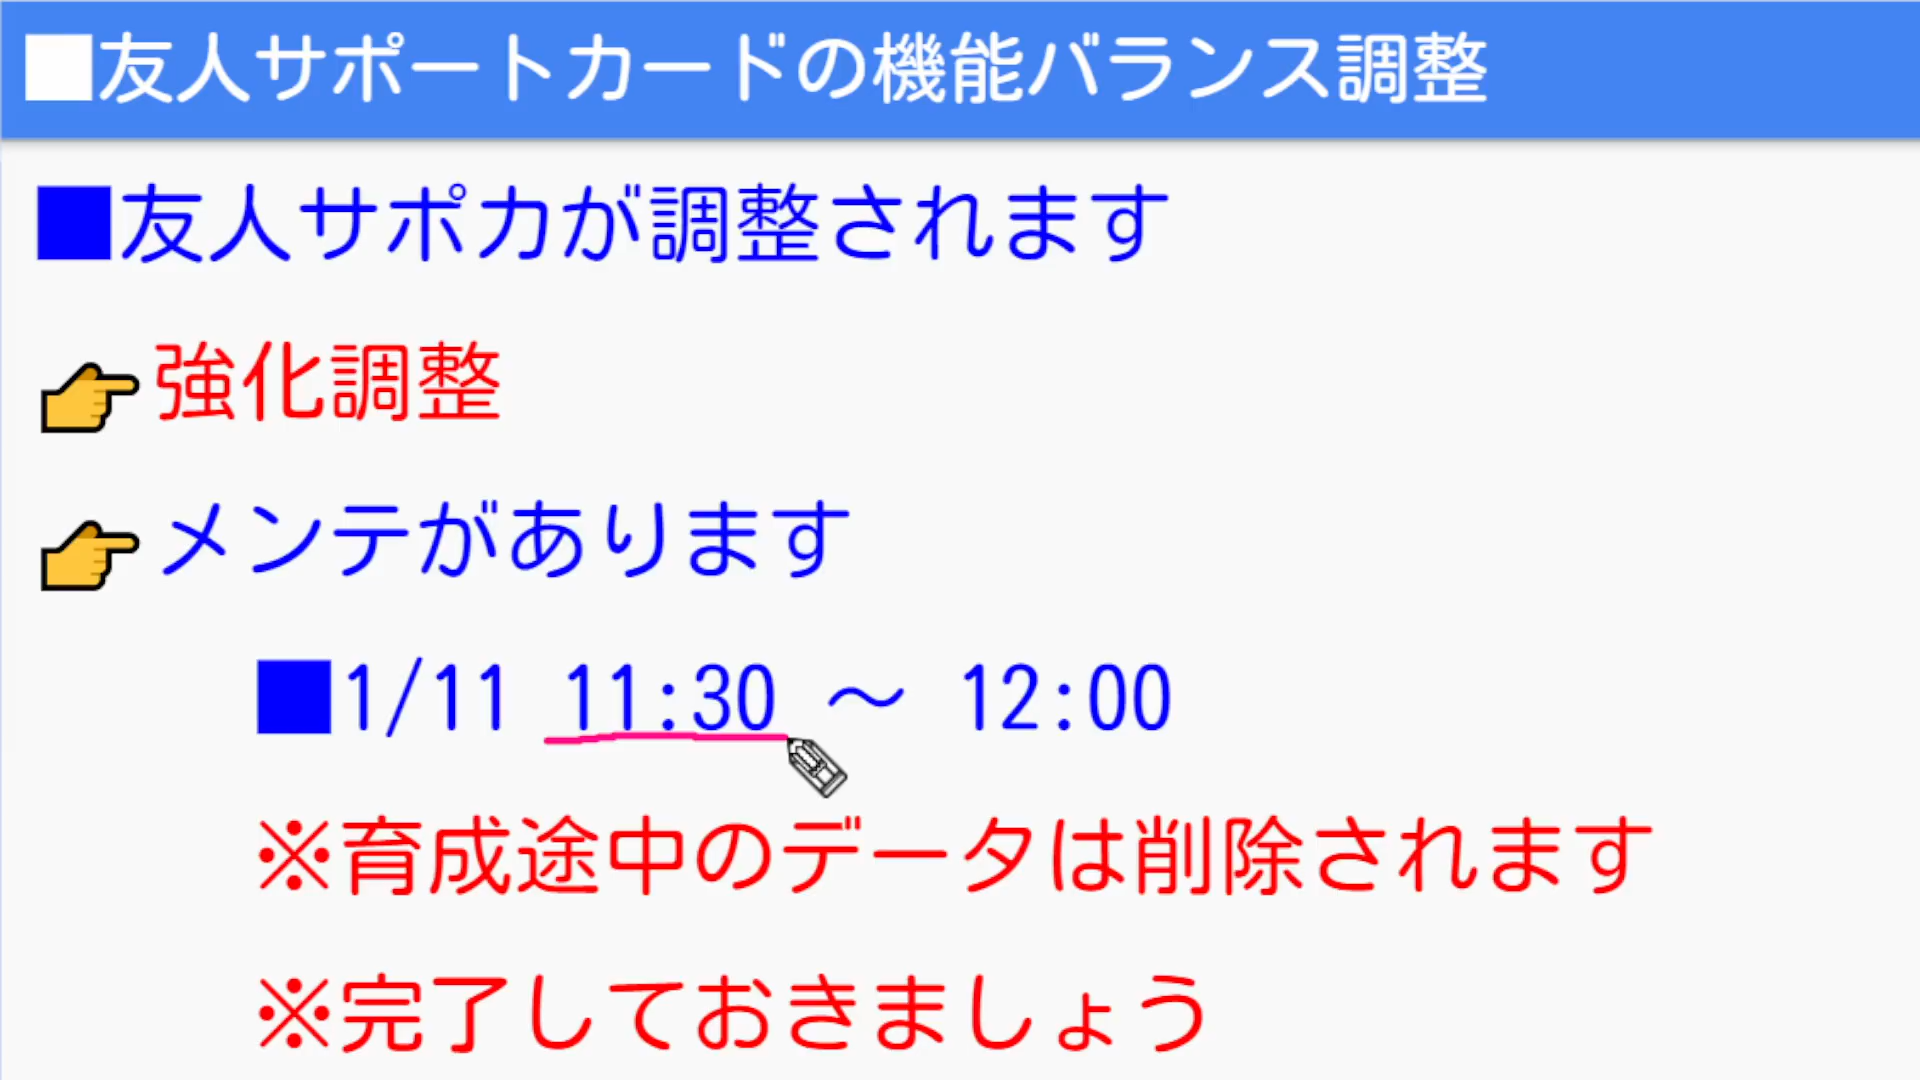 ■友人サポートカードの機能バランス調整
■友人サポカが調整されます
👉強化調整
👉メンテがあります
■1/11 11:30 ～ 12:00
※育成途中のデータは削除されます
※完了しておきましょう